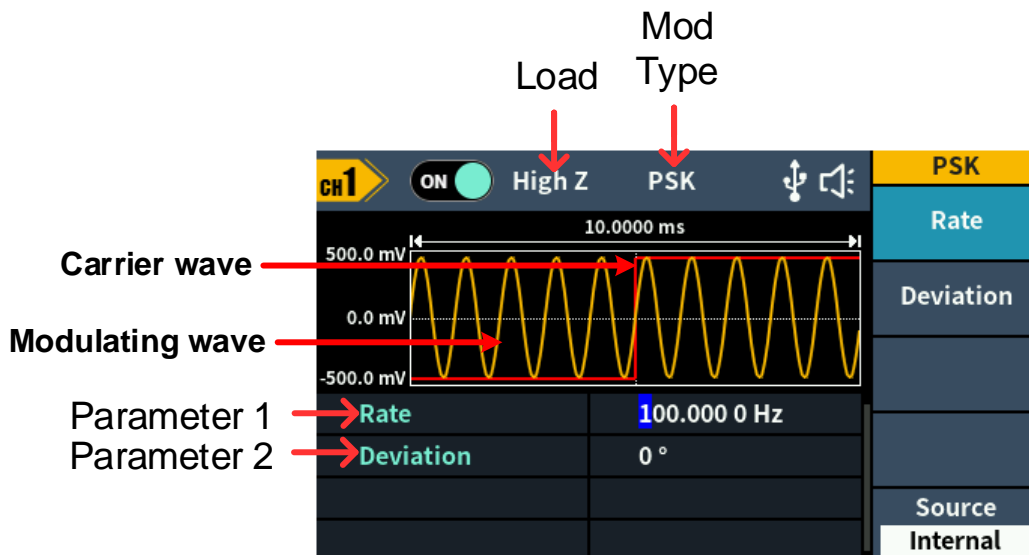 Mod
Load Type
CH1 ON High Z PSK
PSK
Rate
Deviation
Source
Internal
10.0000 ms
500.0 mV
0.0 mV
-500.0 mV
Carrier wave
Modulating wave
Parameter 1 Rate 100.000 0 Hz
Parameter 2 Deviation 0 °